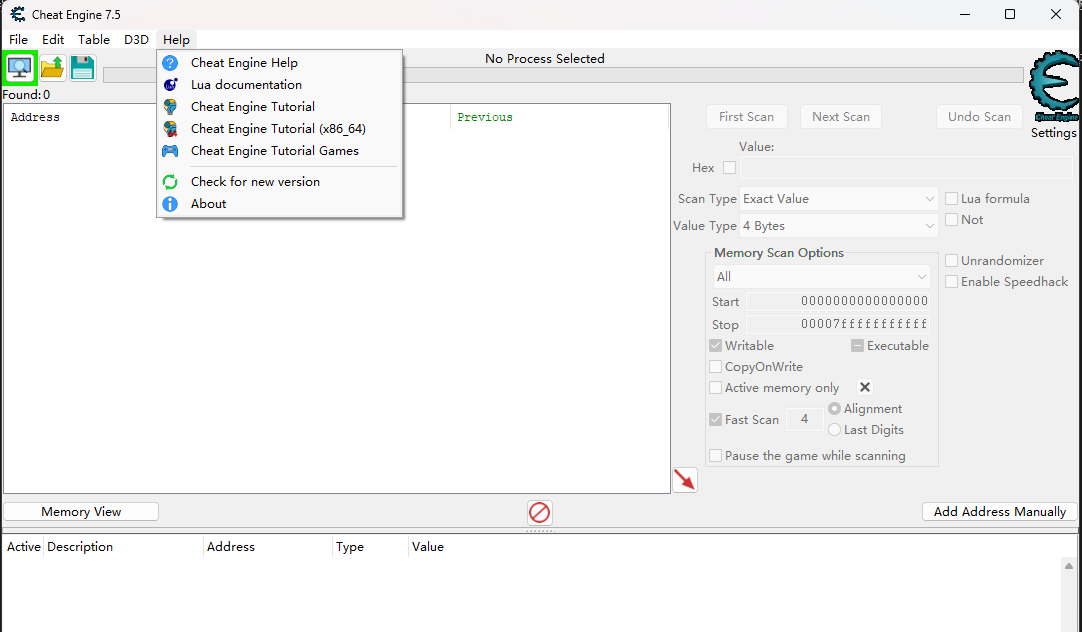 Cheat Engine 7.5
File Edit Table D3D Help
No Process Selected
Cheat Engine Help
Lua documentation
Cheat Engine Tutorial
Cheat Engine Tutorial (x86_64)
Cheat Engine Tutorial Games
Check for new version
About
Found: 0
Address Previous
Cheat Engine
Settings
First Scan Next Scan Undo Scan
Value:
Hex
Scan Type Exact Value Lua formula
Not
Value Type 4 Bytes
Memory Scan Options
All
Unrandomizer
Enable Speedhack
Start 0000000000000000
Stop 00007fffffffffff
Writable Executable
CopyOnWrite
Active memory only
Fast Scan 4 Alignment
Last Digits
Pause the game while scanning
Memory View Add Address Manually
Active Description Address Type Value